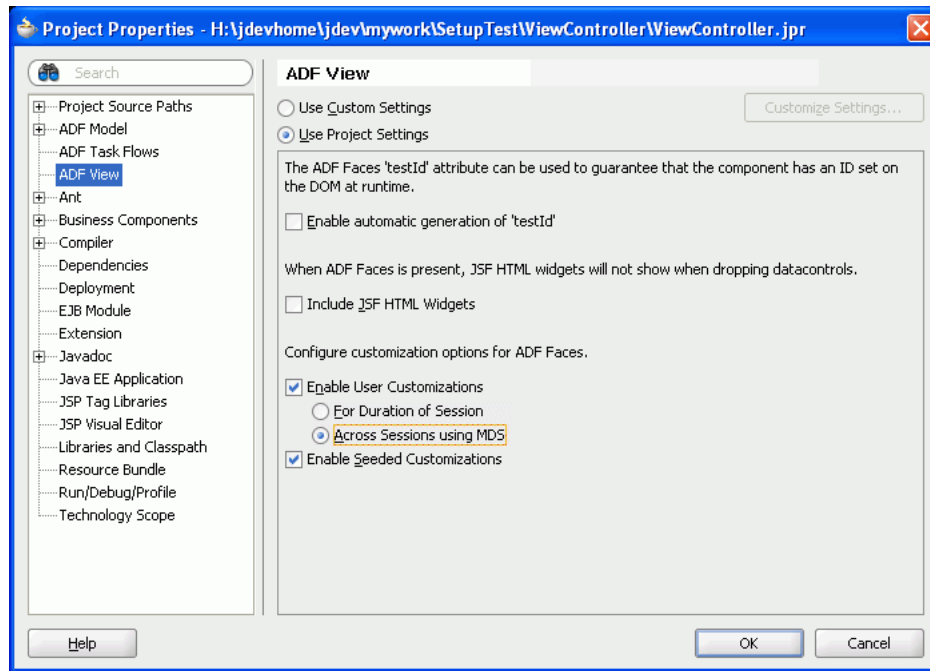 Project Properties - H:\jdevhome\jdev\mywork\SetupTest\ViewController\ViewController.jpr
Search
Project Source Paths
ADF Model
ADF Task Flows
ADF View
Ant
Business Components
Compiler
Dependencies
Deployment
EJB Module
Extension
Javadoc
Java EE Application
JSP Tag Libraries
JSP Visual Editor
Libraries and Classpath
Resource Bundle
Run/Debug/Profile
Technology Scope
ADF View
Use Custom Settings
Customize Settings...
Use Project Settings
The ADF Faces 'testId' attribute can be used to guarantee that the component has an ID set on
the DOM at runtime.
Enable automatic generation of 'testId'
When ADF Faces is present, JSF HTML widgets will not show when dropping datacontrols.
Include JSF HTML Widgets
Configure customization options for ADF Faces.
Enable User Customizations
For Duration of Session
Across Sessions using MDS
Enable Seeded Customizations
Help
OK
Cancel